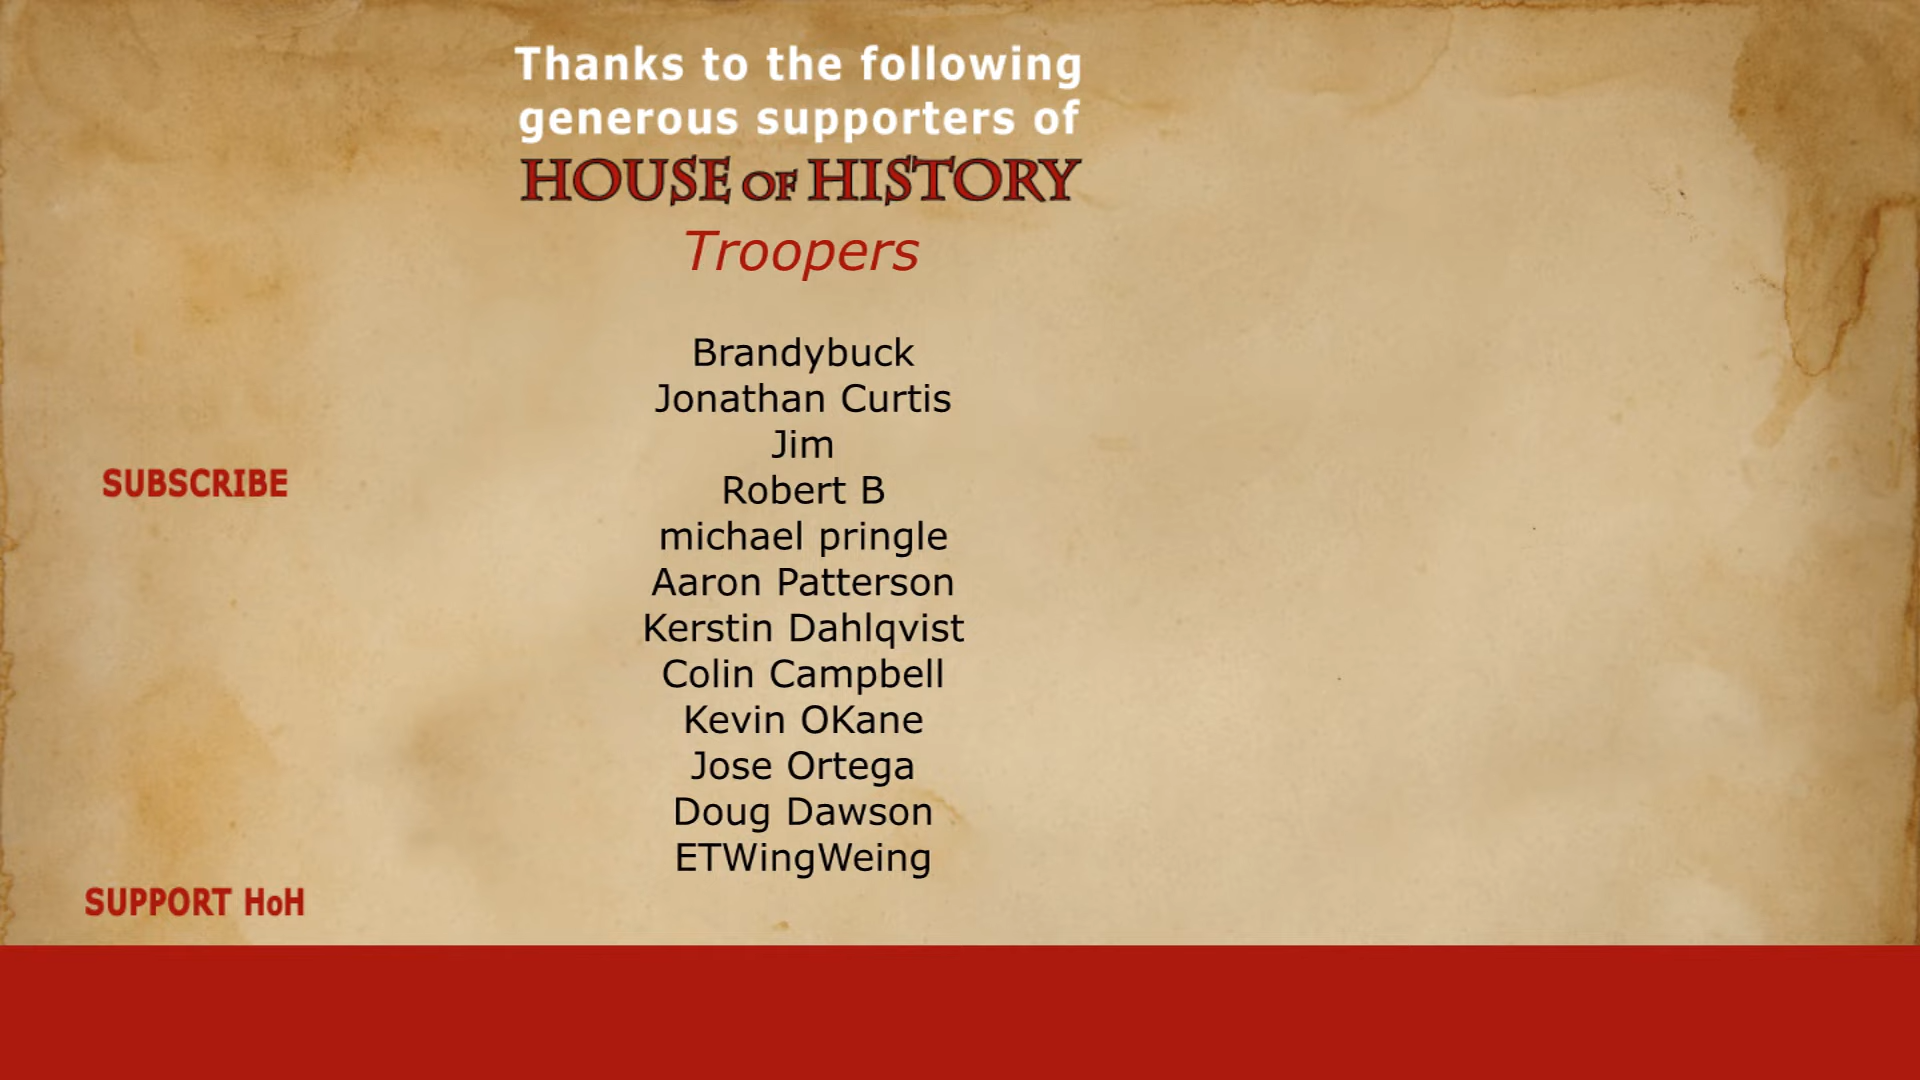 Thanks to the following
generous supporters of
HOUSE OF HISTORY
Troopers
Brandybuck
Jonathan Curtis
Jim
Robert B
michael pringle
Aaron Patterson
Kerstin Dahlqvist
Colin Campbell
Kevin OKane
Jose Ortega
Doug Dawson
ETWingWeing
SUBSCRIBE
SUPPORT HoH